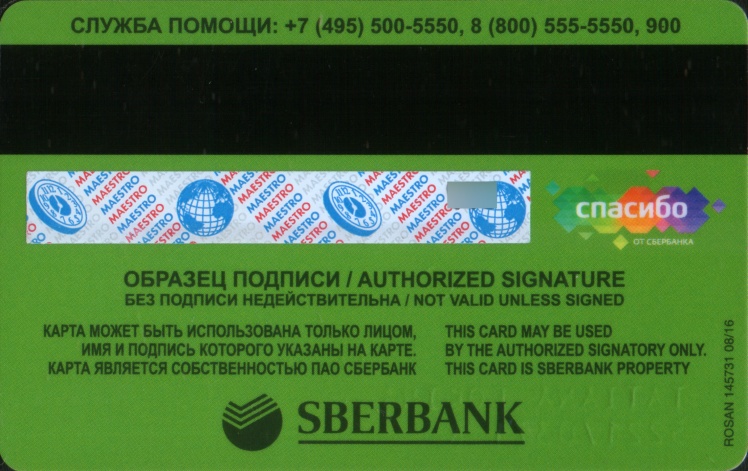 СЛУЖБА ПОМОЩИ: +7 (495) 500-5550, 8 (800) 555-5550, 900
MAESTRO MAESTRO MAESTRO MAESTRO
спасибо
ОТ СБЕРБАНКА
ОБРАЗЕЦ ПОДПИСИ / AUTHORIZED SIGNATURE
БЕЗ ПОДПИСИ НЕДЕЙСТВИТЕЛЬНА / NOT VALID UNLESS SIGNED
КАРТА МОЖЕТ БЫТЬ ИСПОЛЬЗОВАНА ТОЛЬКО ЛИЦОМ,
ИМЯ И ПОДПИСЬ КОТОРОГО УКАЗАНЫ НА КАРТЕ.
КАРТА ЯВЛЯЕТСЯ СОБСТВЕННОСТЬЮ ПАО СБЕРБАНК
THIS CARD MAY BE USED
BY THE AUTHORIZED SIGNATORY ONLY.
THIS CARD IS SBERBANK PROPERTY
SBERBANK
ROSAN 145731 08/16